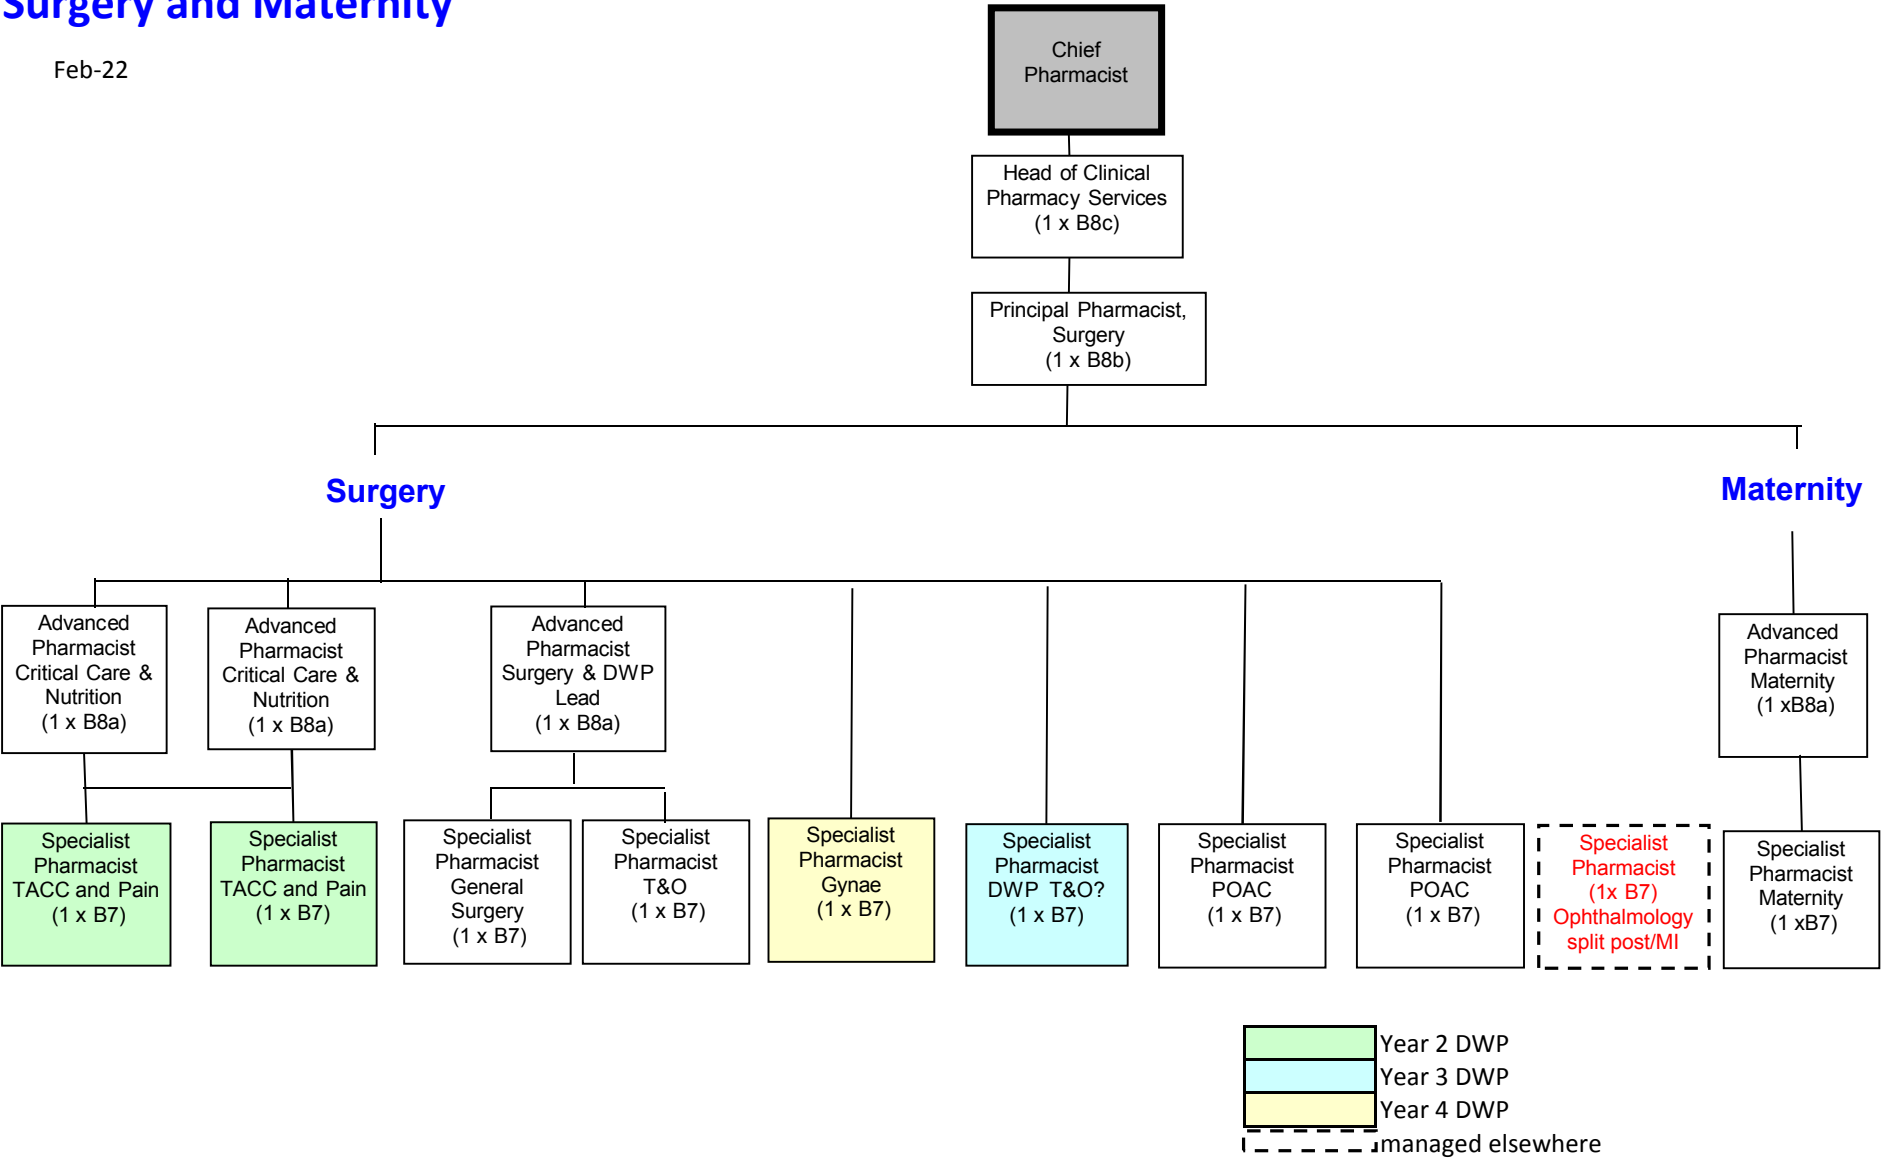 Surgery and Maternity
Feb-22
Chief
Pharmacist
Head of Clinical
Pharmacy Services
(1 x B8c)
Principal Pharmacist,
Surgery
(1 x B8b)
Surgery
Maternity
Advanced
Pharmacist
Critical Care &
Nutrition
(1 x B8a)
Advanced
Pharmacist
Critical Care &
Nutrition
(1 x B8a)
Advanced
Pharmacist
Surgery & DWP
Lead
(1 x B8a)
Advanced
Pharmacist
Maternity
(1 xB8a)
Specialist
Pharmacist
TACC and Pain
(1 x B7)
Specialist
Pharmacist
TACC and Pain
(1 x B7)
Specialist
Pharmacist
General
Surgery
(1 x B7)
Specialist
Pharmacist
T&O
(1 x B7)
Specialist
Pharmacist
Gynae
(1 x B7)
Specialist
Pharmacist
DWP T&O?
(1 x B7)
Specialist
Pharmacist
POAC
(1 x B7)
Specialist
Pharmacist
POAC
(1 x B7)
Specialist
Pharmacist
(1x B7)
Ophthalmology
split post/MI
Specialist
Pharmacist
Maternity
(1 xB7)
Year 2 DWP
Year 3 DWP
Year 4 DWP
managed elsewhere